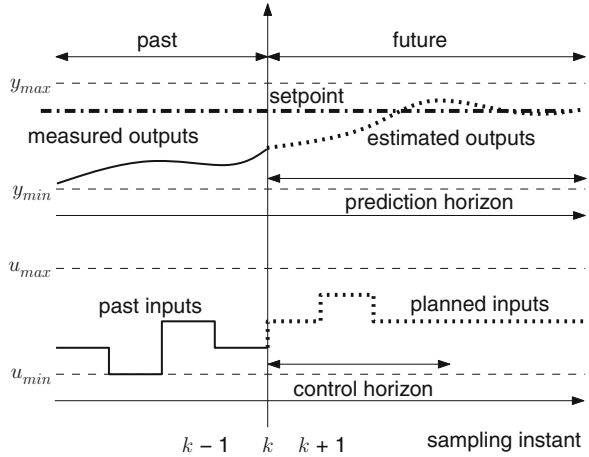 past future
y_max
setpoint
measured outputs estimated outputs
y_min
prediction horizon
u_max
past inputs planned inputs
u_min
control horizon
k − 1 k k + 1 sampling instant